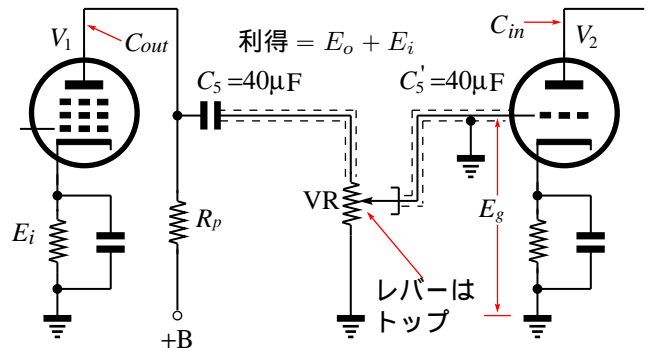 V1
Cout
利得 = Eo + Ei
Cin
V2
C5 =40μF
C5' =40μF
Ei
Rp
VR
Eg
レバーは
トップ
+B